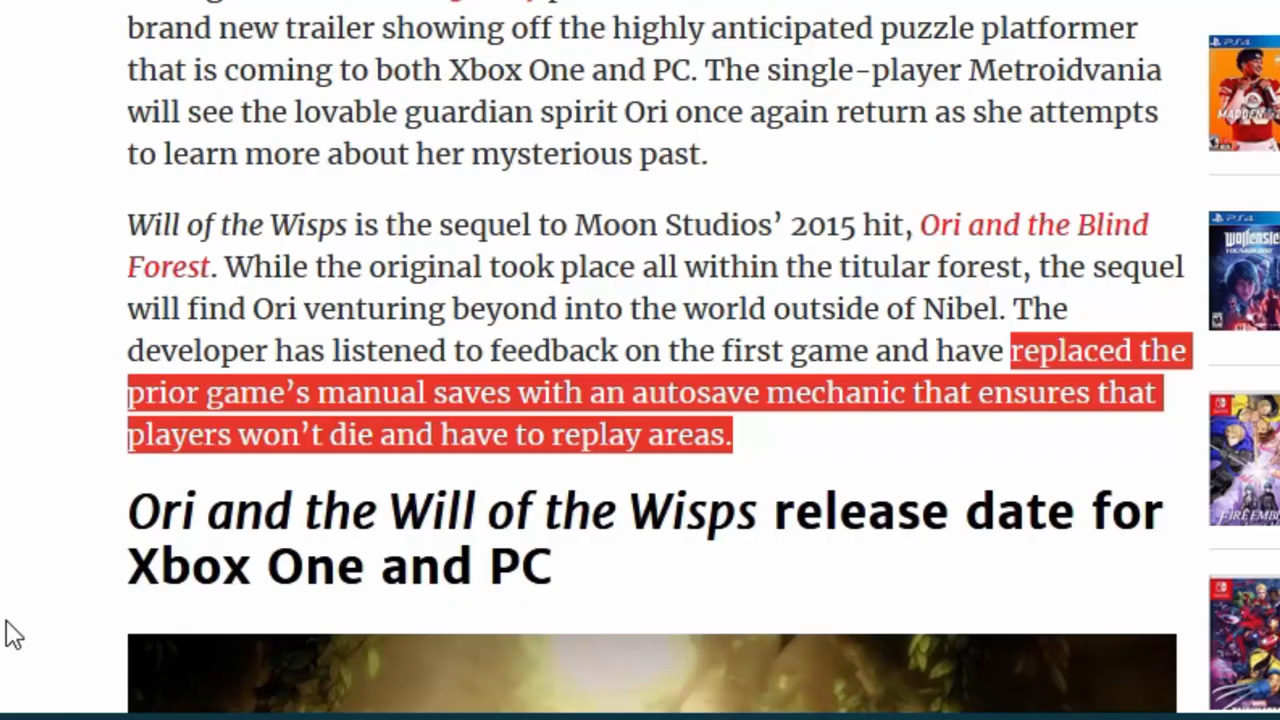 brand new trailer showing off the highly anticipated puzzle platformer
that is coming to both Xbox One and PC. The single-player Metroidvania
will see the lovable guardian spirit Ori once again return as she attempts
to learn more about her mysterious past.
Will of the Wisps is the sequel to Moon Studios’ 2015 hit, Ori and the Blind
Forest. While the original took place all within the titular forest, the sequel
will find Ori venturing beyond into the world outside of Nibel. The
developer has listened to feedback on the first game and have replaced the
prior game’s manual saves with an autosave mechanic that ensures that
players won’t die and have to replay areas.
Ori and the Will of the Wisps release date for
Xbox One and PC
PS4
MADDEN
PS4